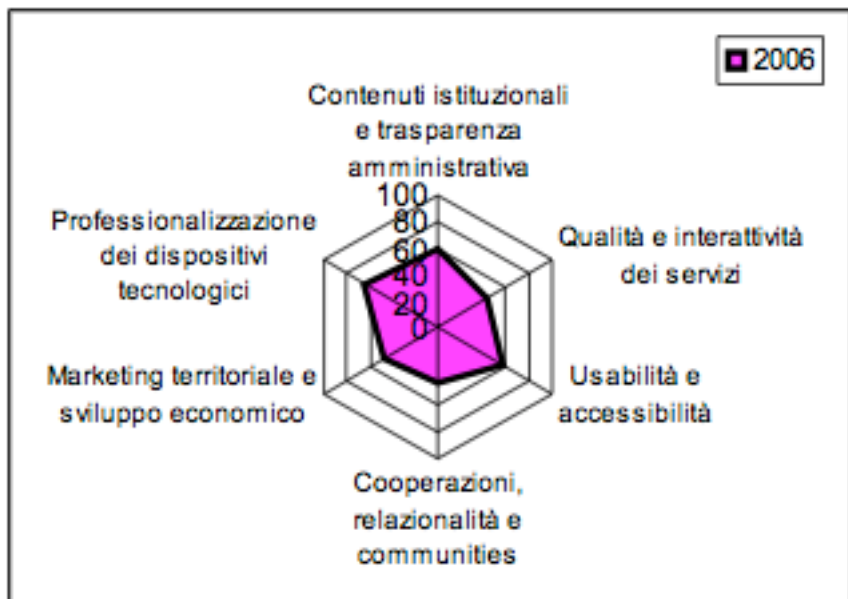 2006
Contenuti istituzionali
e trasparenza
amministrativa
100
80
60
40
20
0
Qualità e interattività
dei servizi
Usabilità e
accessibilità
Cooperazioni,
relazionalità e
communities
Marketing territoriale e
sviluppo economico
Professionalizzazione
dei dispositivi
tecnologici